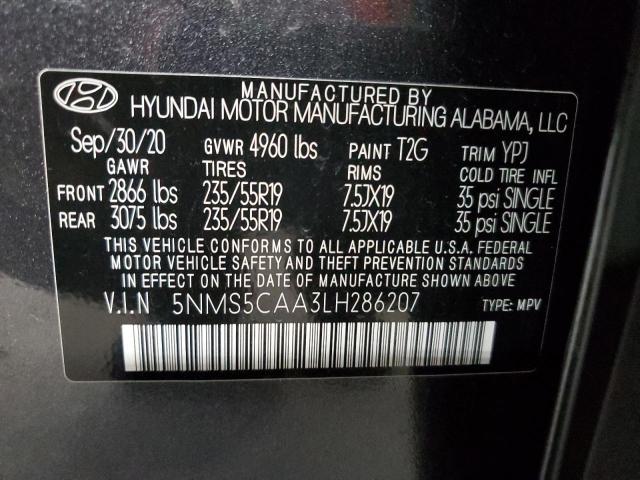 MANUFACTURED BY
HYUNDAI MOTOR MANUFACTURING ALABAMA, LLC
Sep/30/20 GVWR 4960 lbs PAINT T2G TRIM YPJ
GAWR TIRES RIMS COLD TIRE INFL
FRONT 2866 lbs 235/55R19 7.5JX19 35 psi SINGLE
REAR 3075 lbs 235/55R19 7.5JX19 35 psi SINGLE
THIS VEHICLE CONFORMS TO ALL APPLICABLE U.S.A. FEDERAL
MOTOR VEHICLE SAFETY AND THEFT PREVENTION STANDARDS
IN EFFECT ON THE DATE OF MANUFACTURE SHOWN ABOVE
V.I.N 5NMS5CAA3LH286207 TYPE: MPV